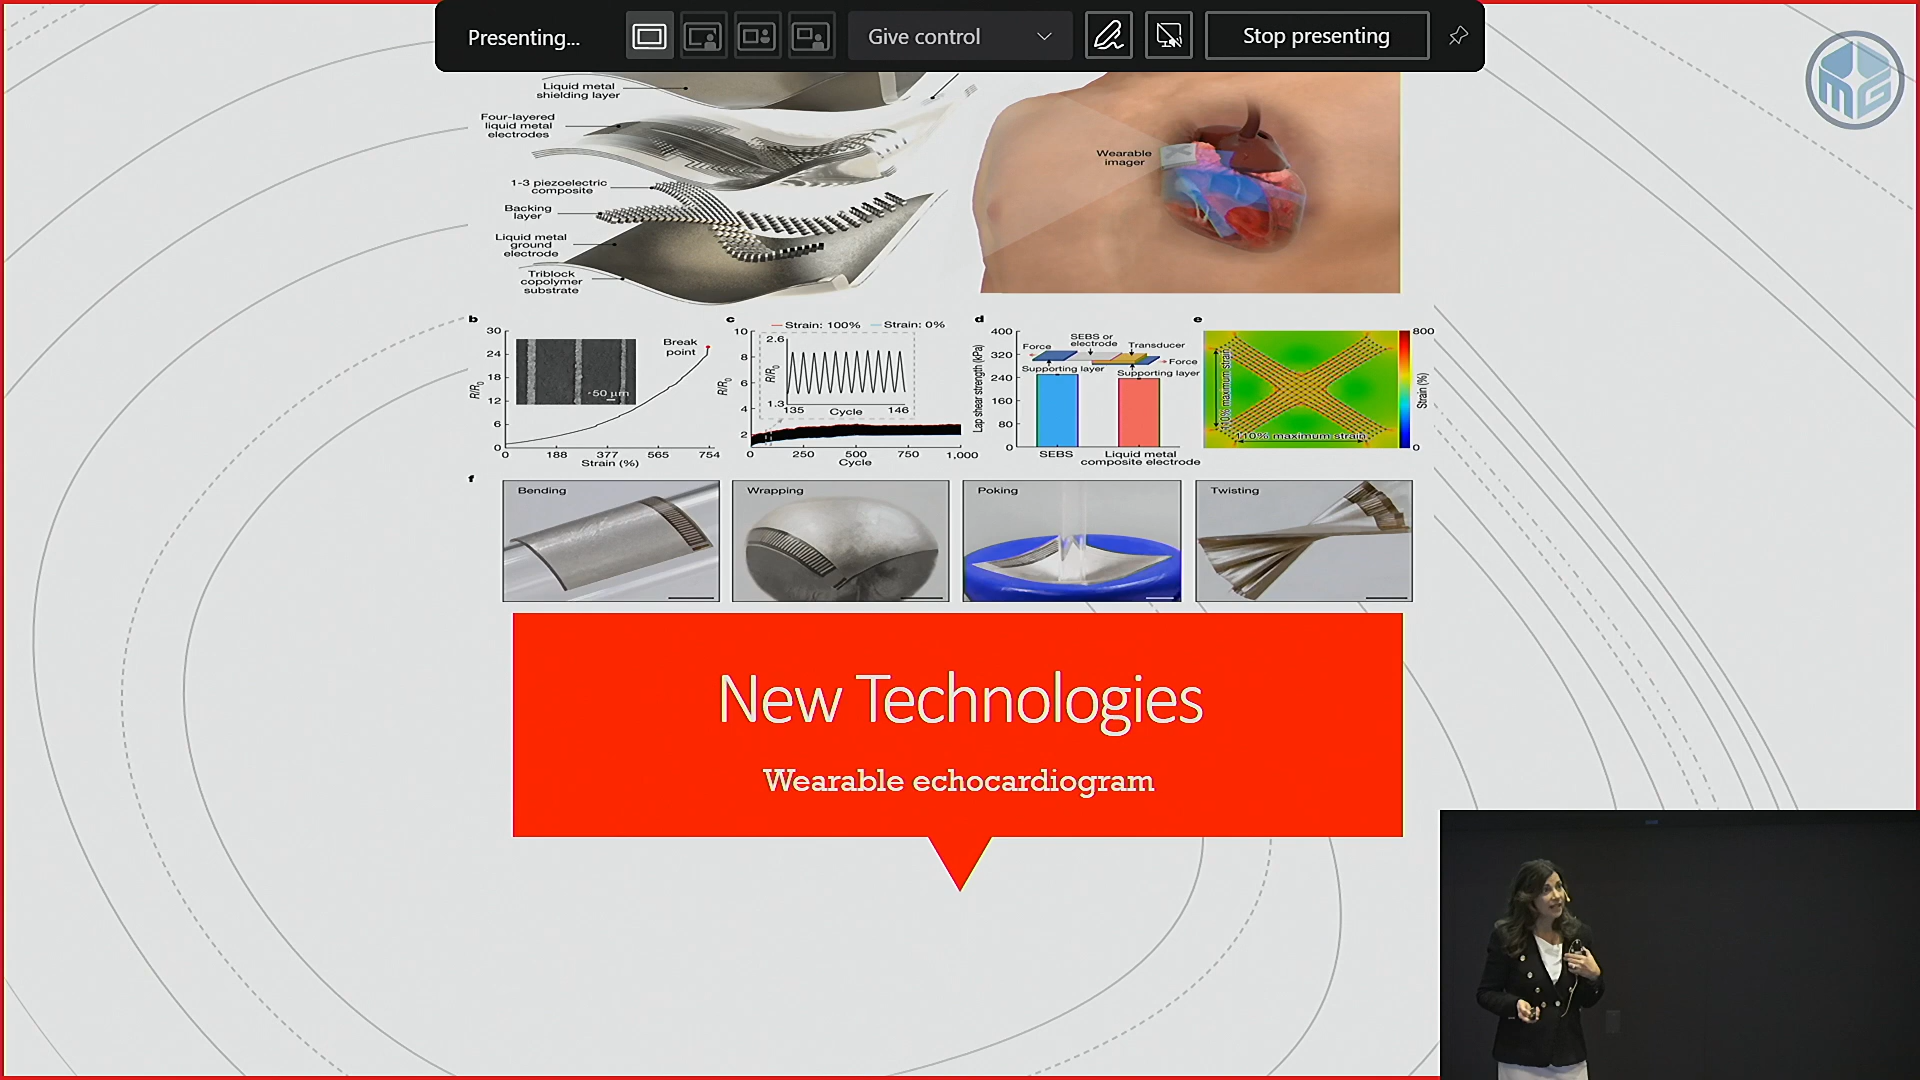 Presenting...
Give control
Stop presenting
MG
Liquid metal
shielding layer
Four-layered
liquid metal
electrodes
1-3 piezoelectric
composite
Backing
layer
Liquid metal
ground
electrode
Triblock
copolymer
substrate
Wearable
imager
b
30
24
18
12
6
0
R/R0
Break
point
50 μm
0
188
377
565
754
Strain (%)
c
Strain: 100%
Strain: 0%
10
8
6
4
2
R/R0
2.6
R/R0
1.3
135
Cycle
146
0
250
500
750
1,000
Cycle
d
400
320
240
160
80
0
Lap shear strength (kPa)
SEBS or
electrode
Force
Transducer
Force
Supporting layer
Supporting layer
SEBS
Liquid metal
composite electrode
e
110% maximum strain
110% maximum strain
800
Strain (%)
0
f
Bending
Wrapping
Poking
Twisting
New Technologies
Wearable echocardiogram